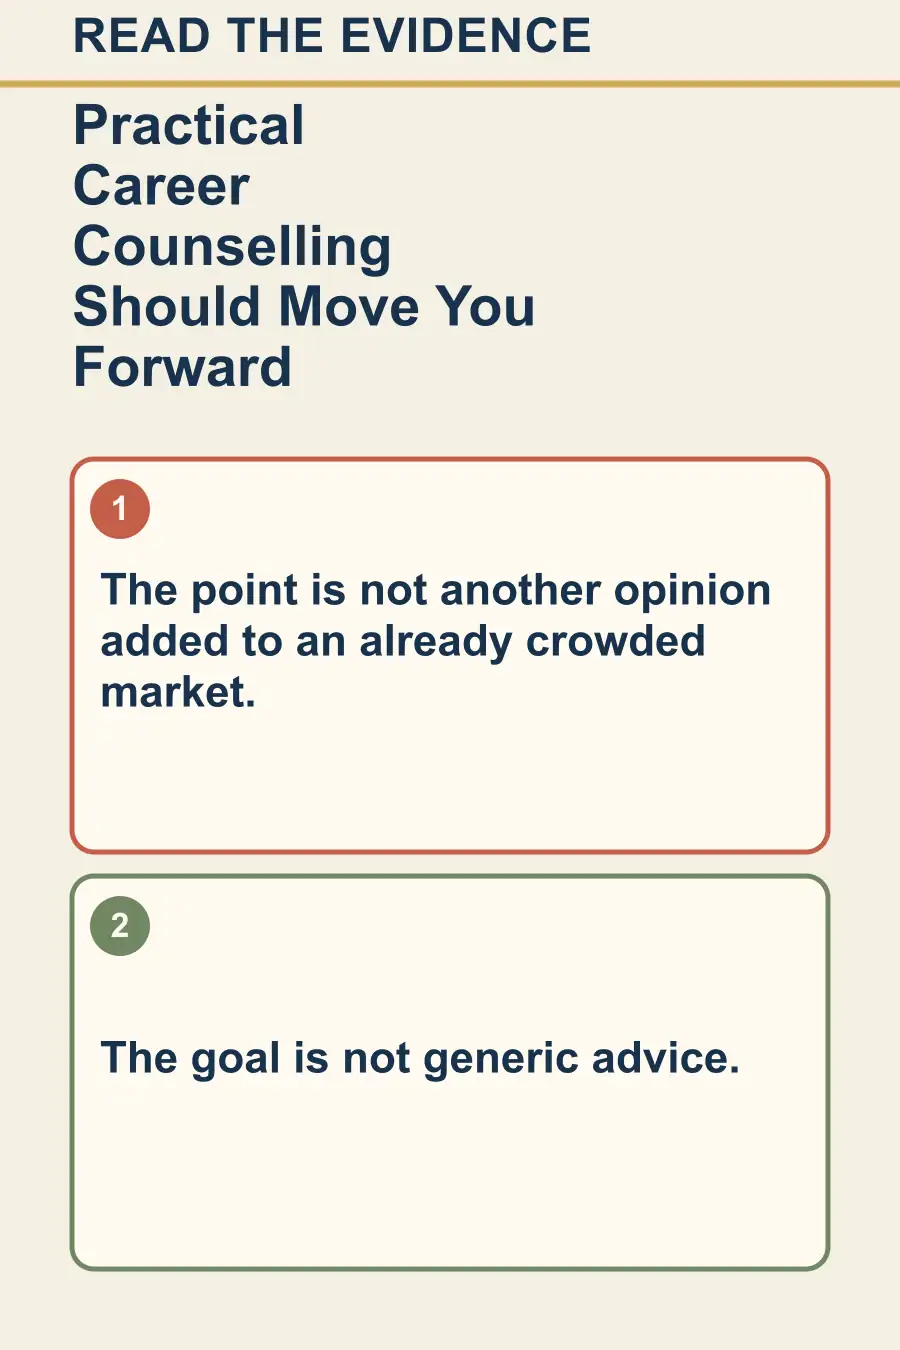 READ THE EVIDENCE
Practical
Career
Counselling
Should Move You
Forward
1
The point is not another opinion
added to an already crowded
market.
2
The goal is not generic advice.